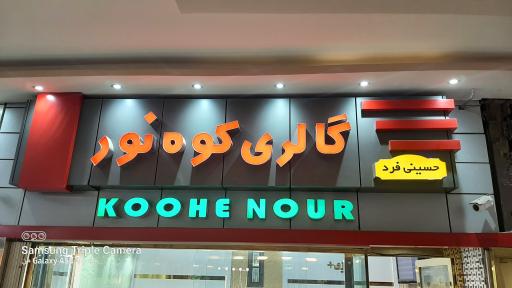 گالری کوه نور
حسینی فرد
KOOHE NOUR
Samsung Triple Camera